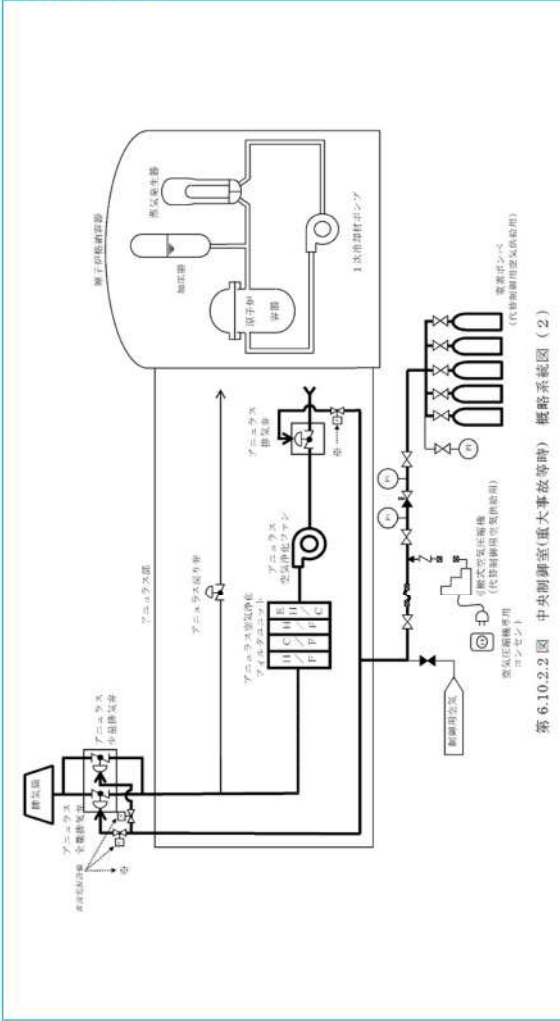 排気筒
アニュラス
全量排気弁
アニュラス
少量排気弁
※
アニュラス部
アニュラス戻り弁
アニュラス空気浄化
フィルタユニット
H C H E
H
F F F C
アニュラス
空気浄化ファン
アニュラス
排気弁
※
原子炉格納容器
加圧器
蒸気発生器
原子炉
容器
1次冷却材ポンプ
制御用空気
空気圧縮機専用
コンセント
可搬式空気圧縮機
(代替制御用空気供給用)
PI
PI
PI
窒素ボンベ
(代替制御用空気供給用)
第 6.10.2.2 図 中央制御室(重大事故等時) 概略系統図 (2)